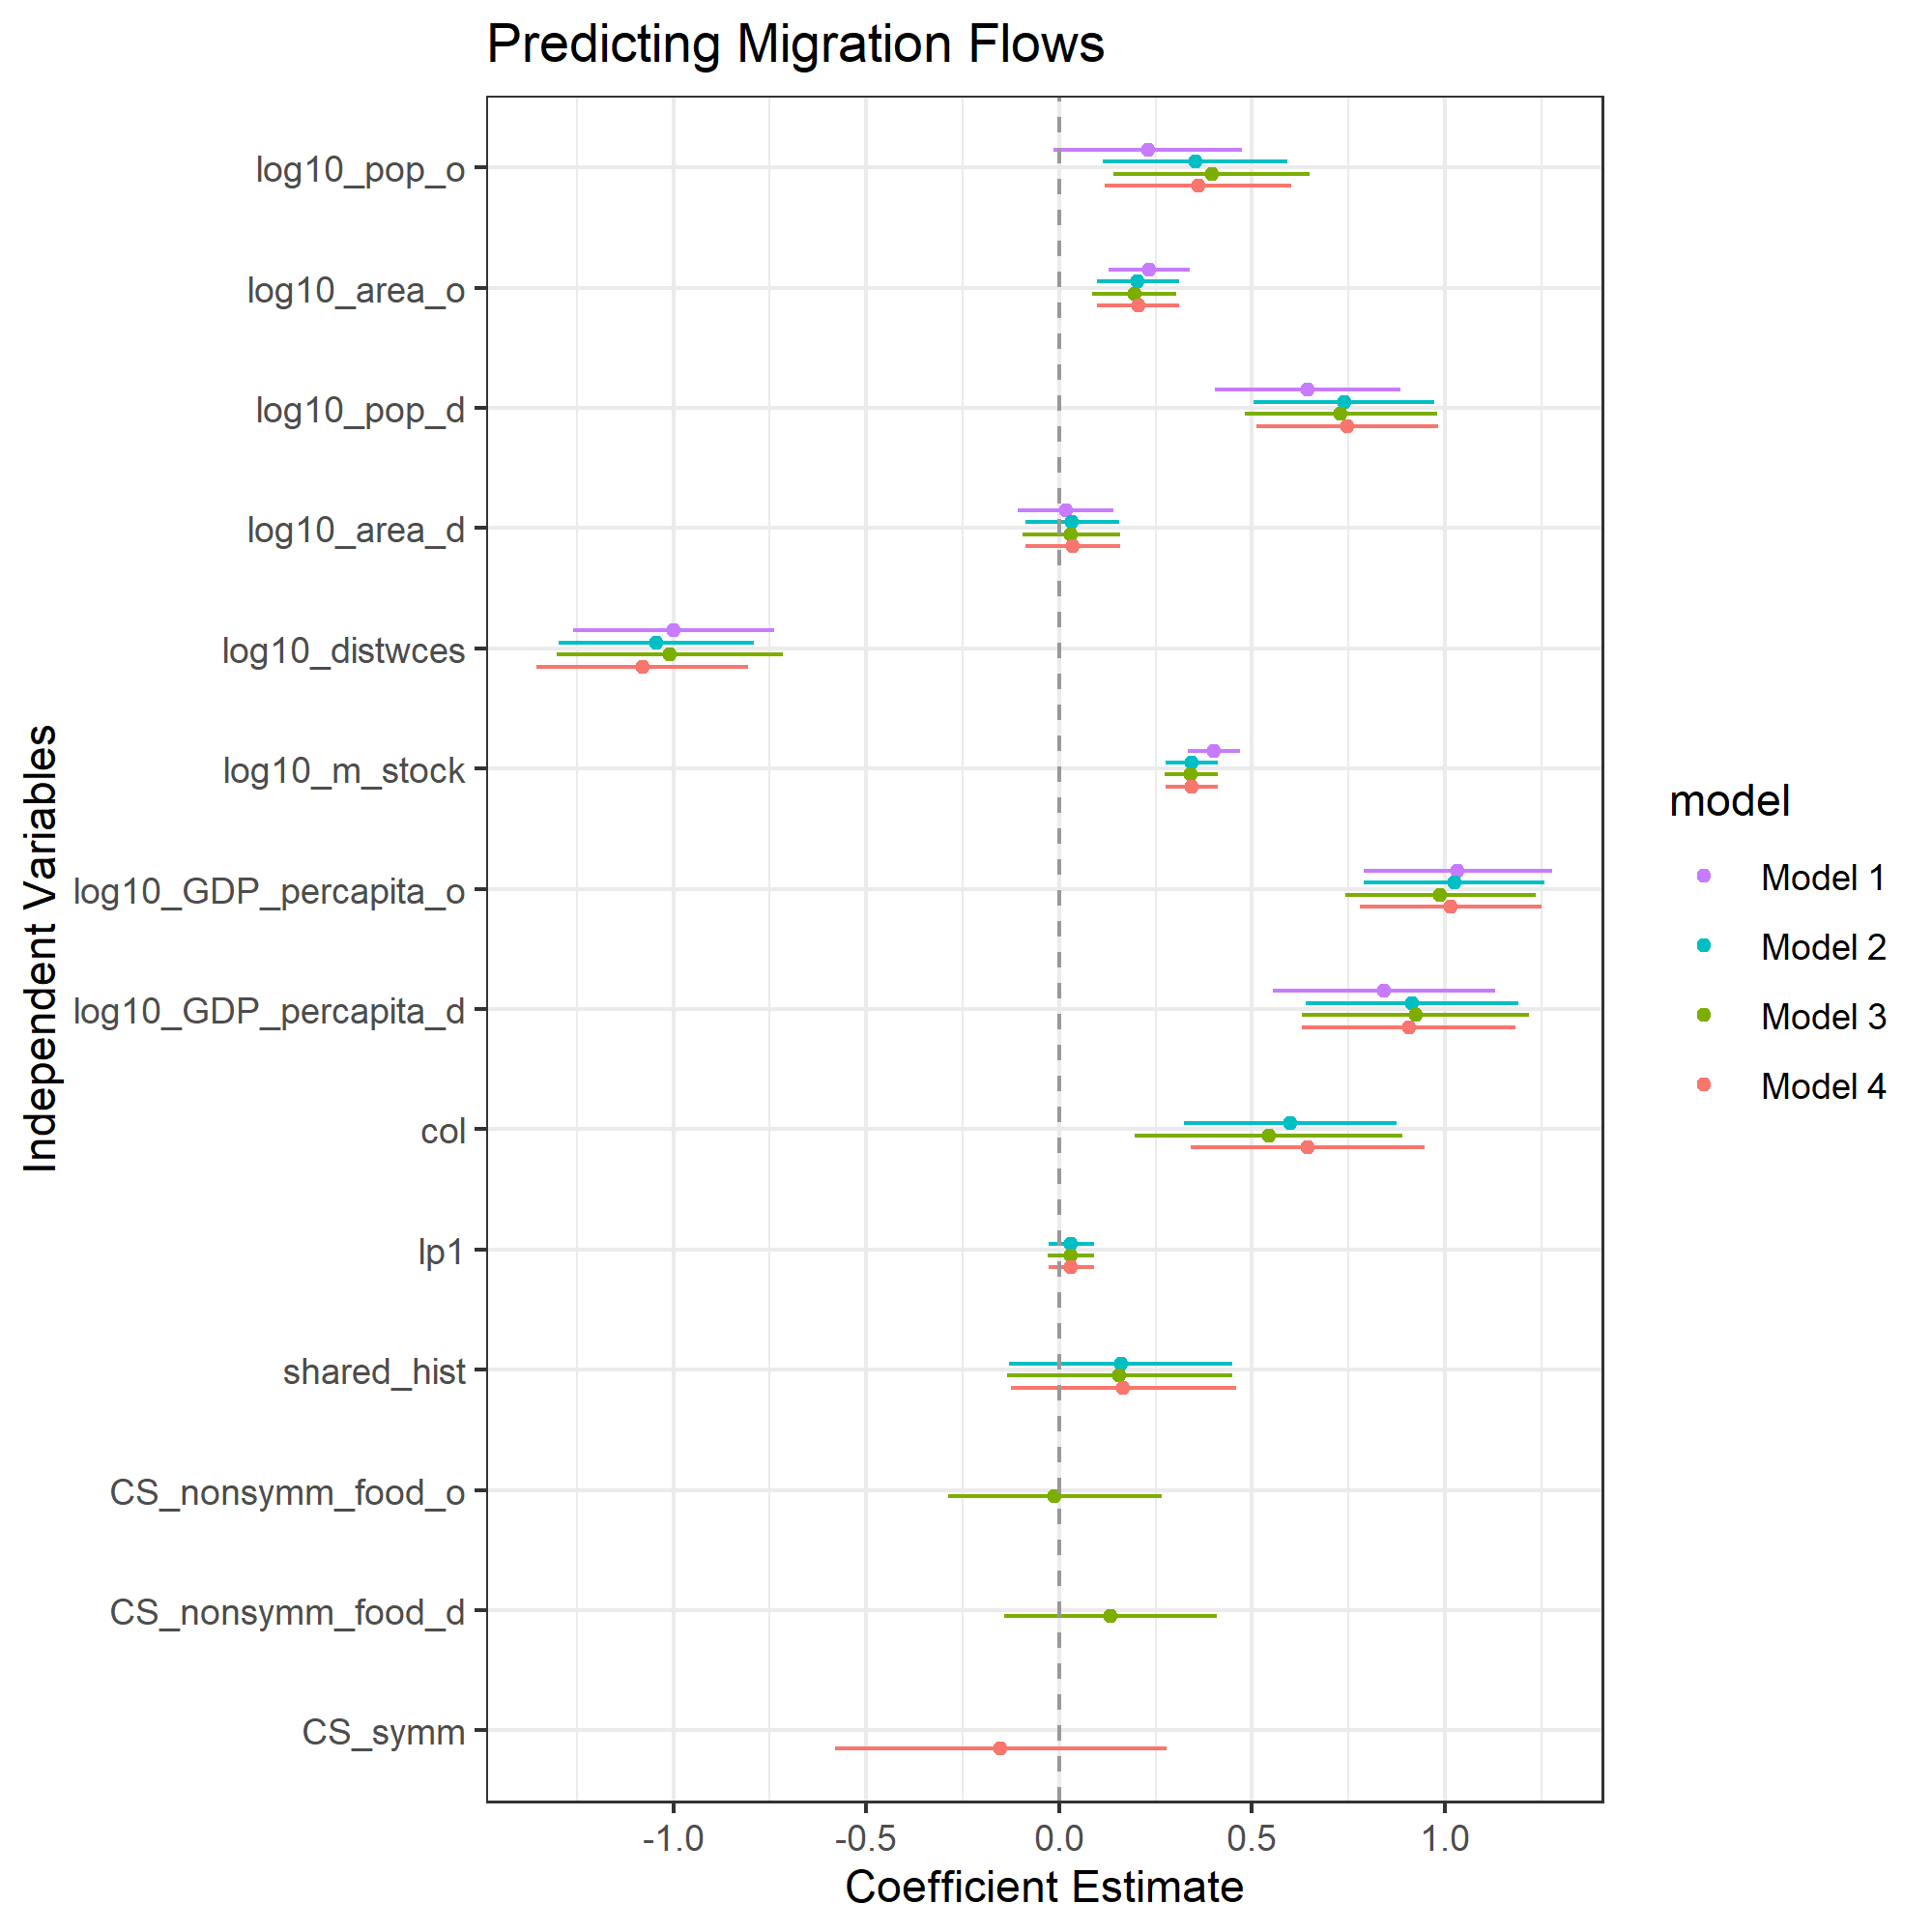 Predicting Migration Flows
log10_pop_o
log10_area_o
log10_pop_d
log10_area_d
log10_distwces
log10_m_stock
log10_GDP_percapita_o
log10_GDP_percapita_d
col
lp1
shared_hist
CS_nonsymm_food_o
CS_nonsymm_food_d
CS_symm
Independent Variables
-1.0 -0.5 0.0 0.5 1.0
Coefficient Estimate
model
Model 1
Model 2
Model 3
Model 4